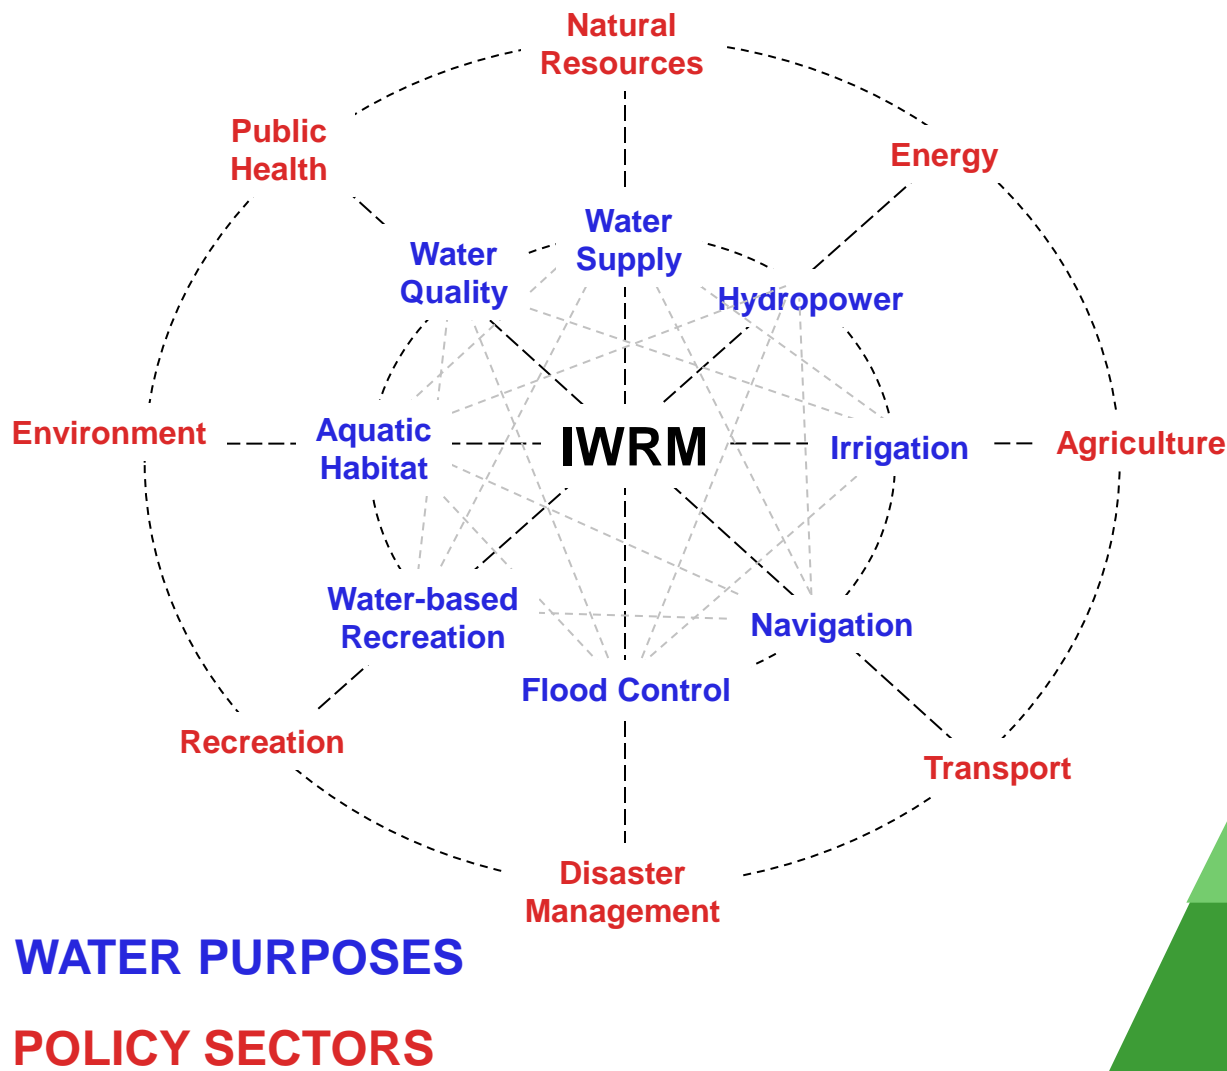 Natural
Resources
Public
Health
Energy
Water
Supply
Water
Quality
Hydropower
Environment
Aquatic
Habitat
IWRM
Irrigation
Agriculture
Water-based
Recreation
Navigation
Flood Control
Recreation
Transport
Disaster
Management
WATER PURPOSES
POLICY SECTORS